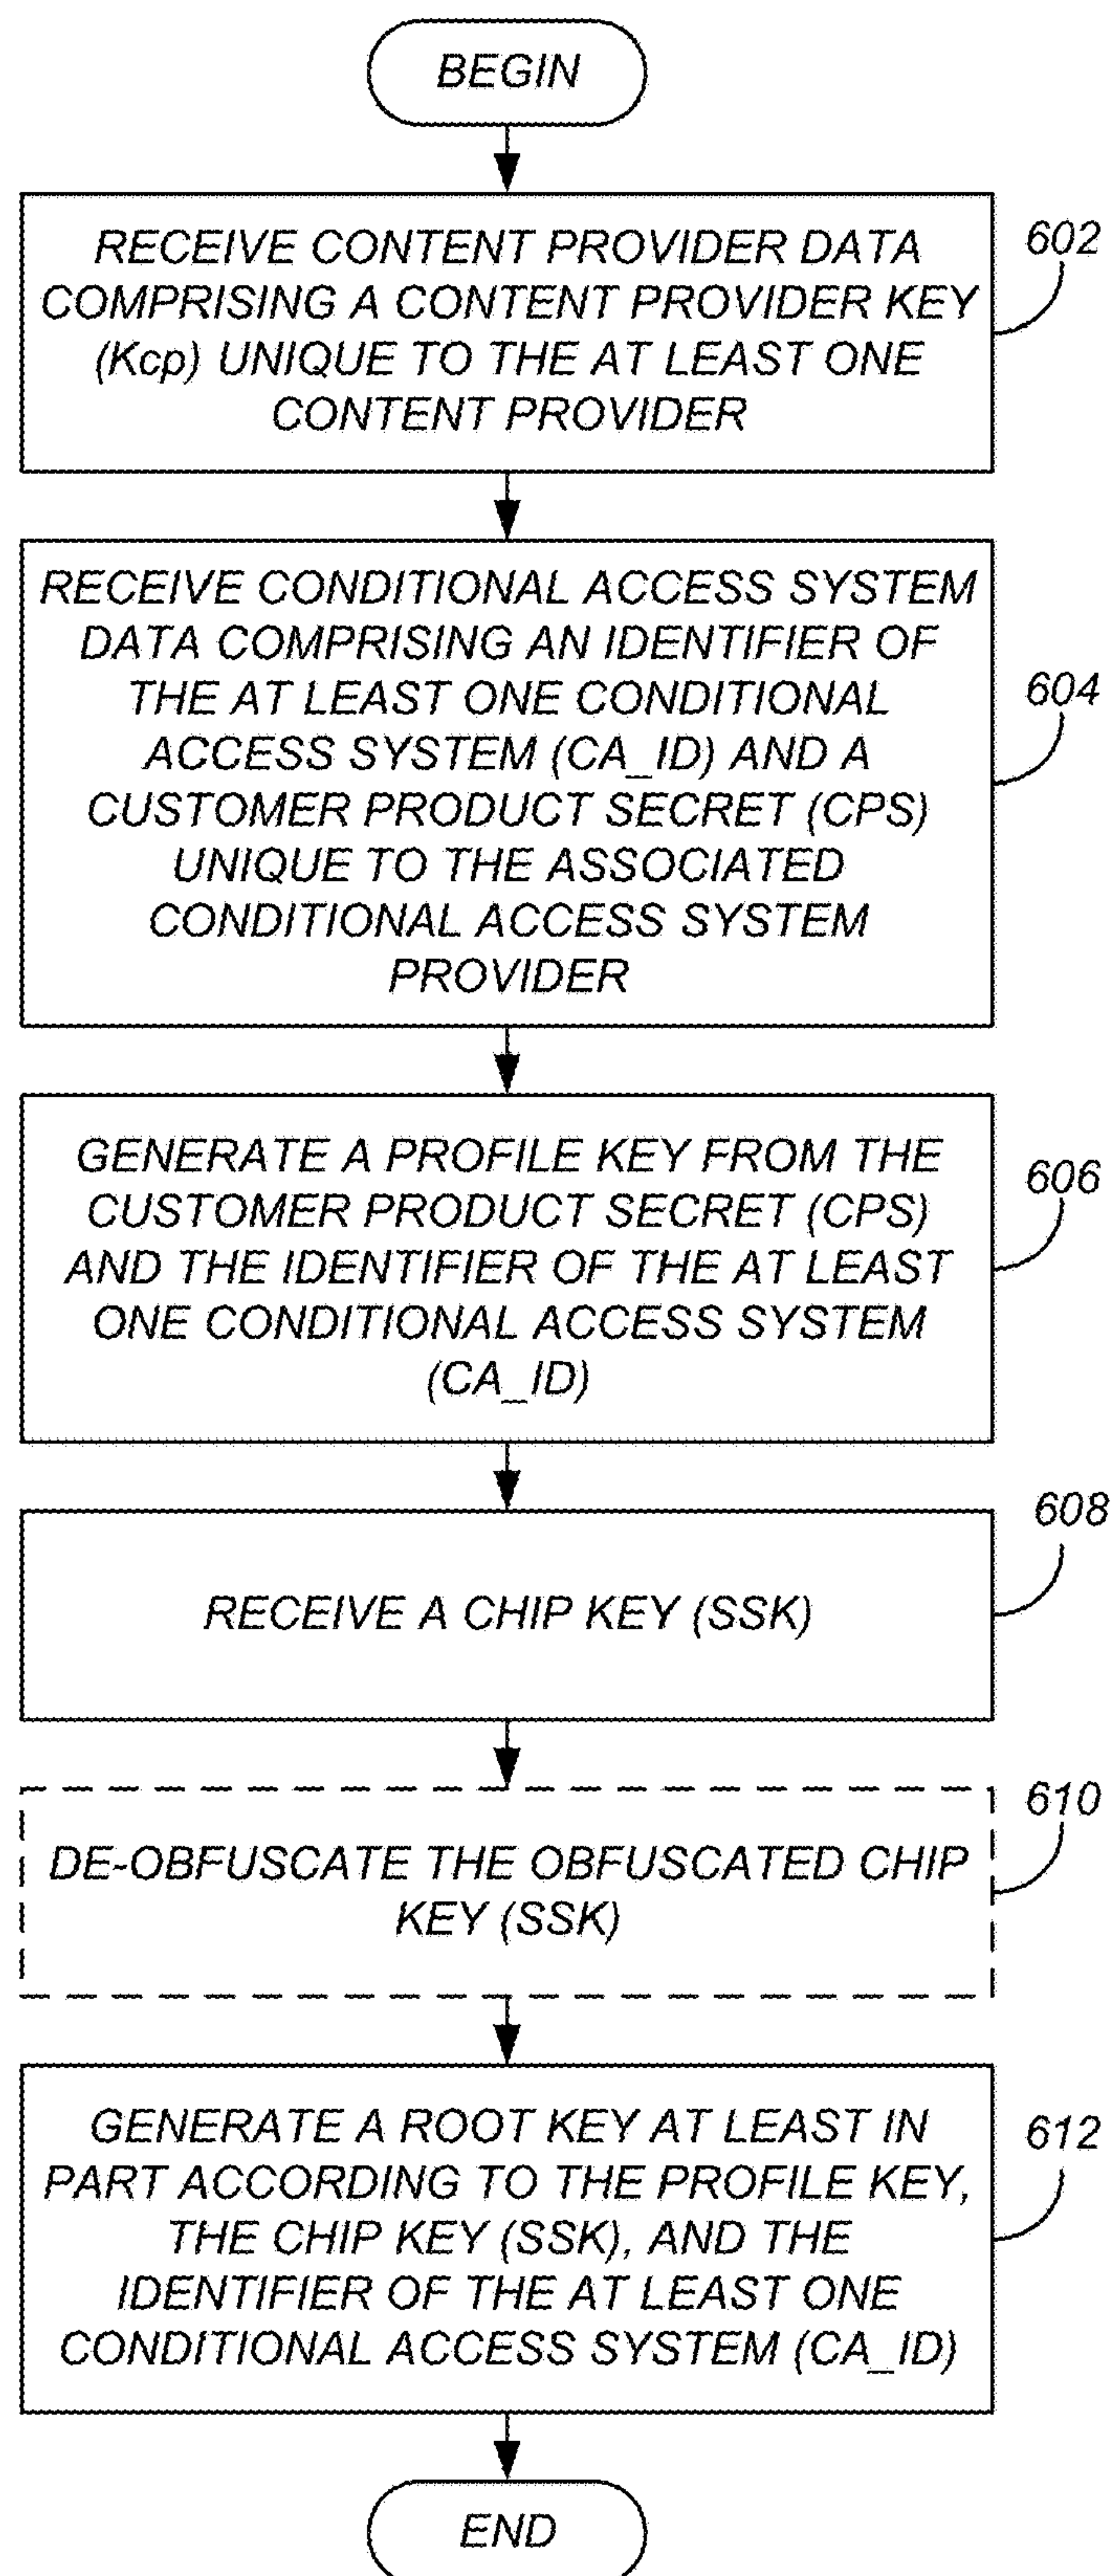 BEGIN
RECEIVE CONTENT PROVIDER DATA
COMPRISING A CONTENT PROVIDER KEY
(Kcp) UNIQUE TO THE AT LEAST ONE
CONTENT PROVIDER
602
RECEIVE CONDITIONAL ACCESS SYSTEM
DATA COMPRISING AN IDENTIFIER OF
THE AT LEAST ONE CONDITIONAL
ACCESS SYSTEM (CA_ID) AND A
CUSTOMER PRODUCT SECRET (CPS)
UNIQUE TO THE ASSOCIATED
CONDITIONAL ACCESS SYSTEM
PROVIDER
604
GENERATE A PROFILE KEY FROM THE
CUSTOMER PRODUCT SECRET (CPS)
AND THE IDENTIFIER OF THE AT LEAST
ONE CONDITIONAL ACCESS SYSTEM
(CA_ID)
606
RECEIVE A CHIP KEY (SSK)
608
DE-OBFUSCATE THE OBFUSCATED CHIP
KEY (SSK)
610
GENERATE A ROOT KEY AT LEAST IN
PART ACCORDING TO THE PROFILE KEY,
THE CHIP KEY (SSK), AND THE
IDENTIFIER OF THE AT LEAST ONE
CONDITIONAL ACCESS SYSTEM (CA_ID)
612
END